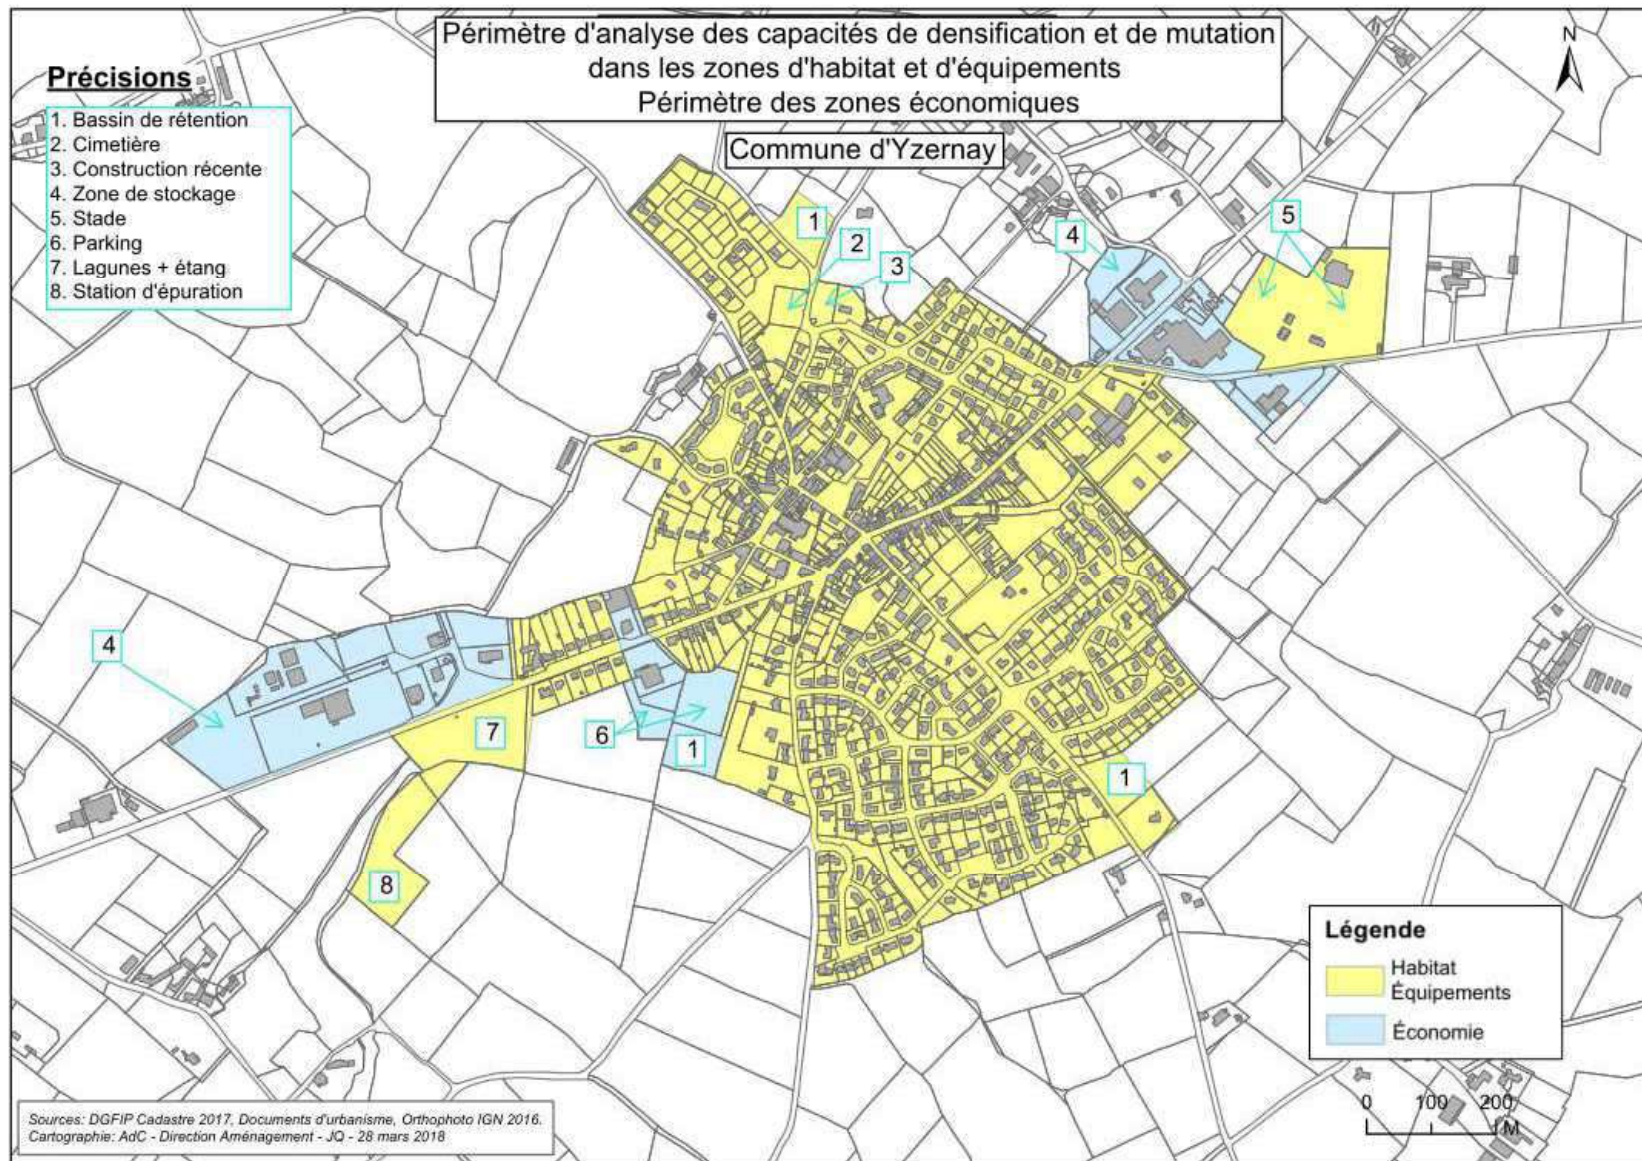 Périmètre d'analyse des capacités de densification et de mutation
dans les zones d'habitat et d'équipements
Périmètre des zones économiques
Commune d'Yzernay
N
Précisions
1. Bassin de rétention
2. Cimetière
3. Construction récente
4. Zone de stockage
5. Stade
6. Parking
7. Lagunes + étang
8. Station d'épuration
1
2
3
4
5
4
7
6
1
1
8
Légende
Habitat
Équipements
Économie
0 100 200
M
Sources: DGFIP Cadastre 2017, Documents d'urbanisme, Orthophoto IGN 2016.
Cartographie: AdC - Direction Aménagement - JQ - 28 mars 2018